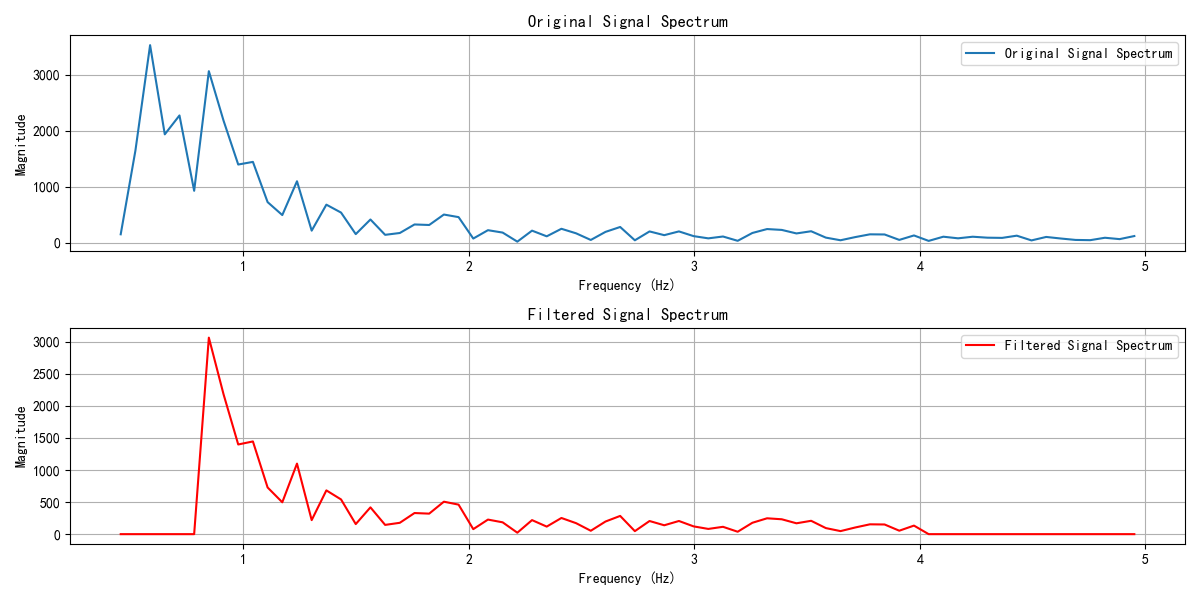 Original Signal Spectrum
Original Signal Spectrum
Magnitude
3000
2000
1000
0
1 2 3 4 5
Frequency (Hz)
Filtered Signal Spectrum
Filtered Signal Spectrum
Magnitude
3000
2500
2000
1500
1000
500
0
1 2 3 4 5
Frequency (Hz)